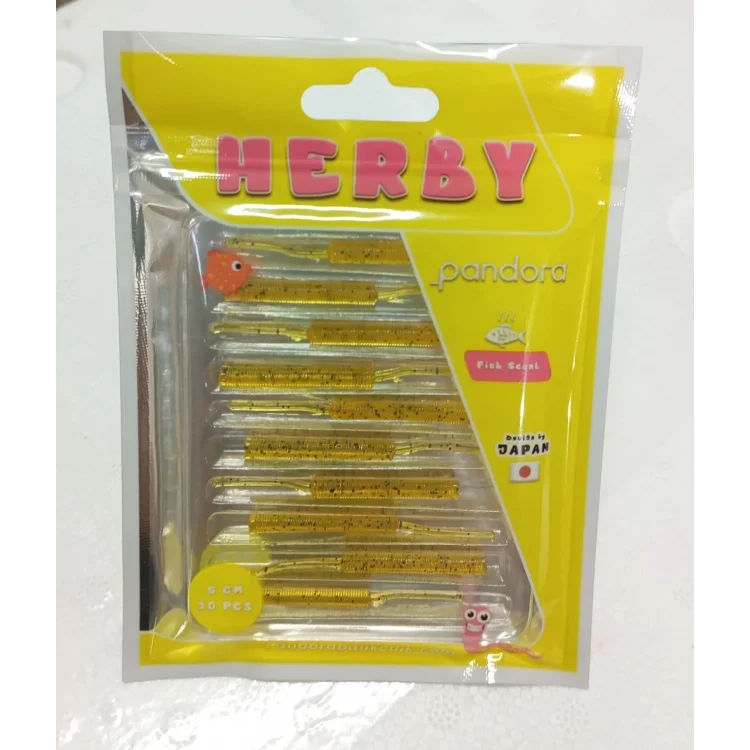 HERBY
pandora
Fish Scent
Design by
JAPAN
5 CM
10 PCS